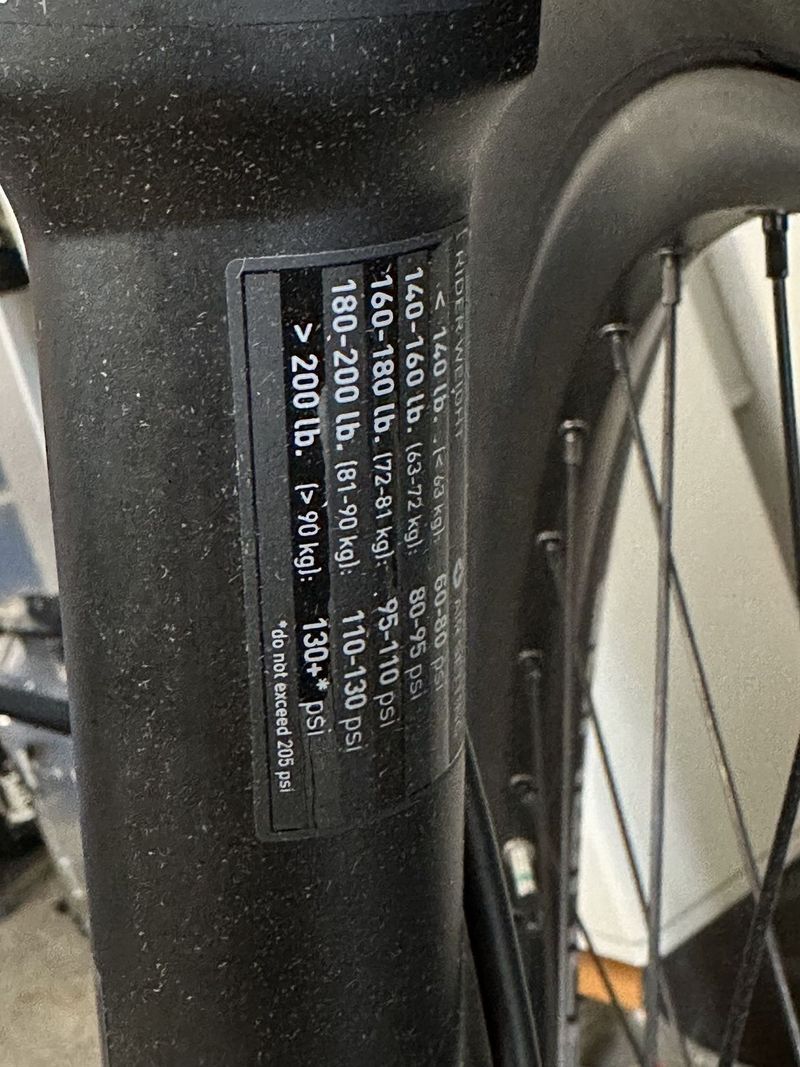 RIDER WEIGHT AIR SETTING
< 140 lb. (< 63 kg): 60-80 psi
140-160 lb. (63-72 kg): 80-95 psi
160-180 lb. (72-81 kg): 95-110 psi
180-200 lb. (81-90 kg): 110-130 psi
> 200 lb. (> 90 kg): 130+* psi
*do not exceed 205 psi